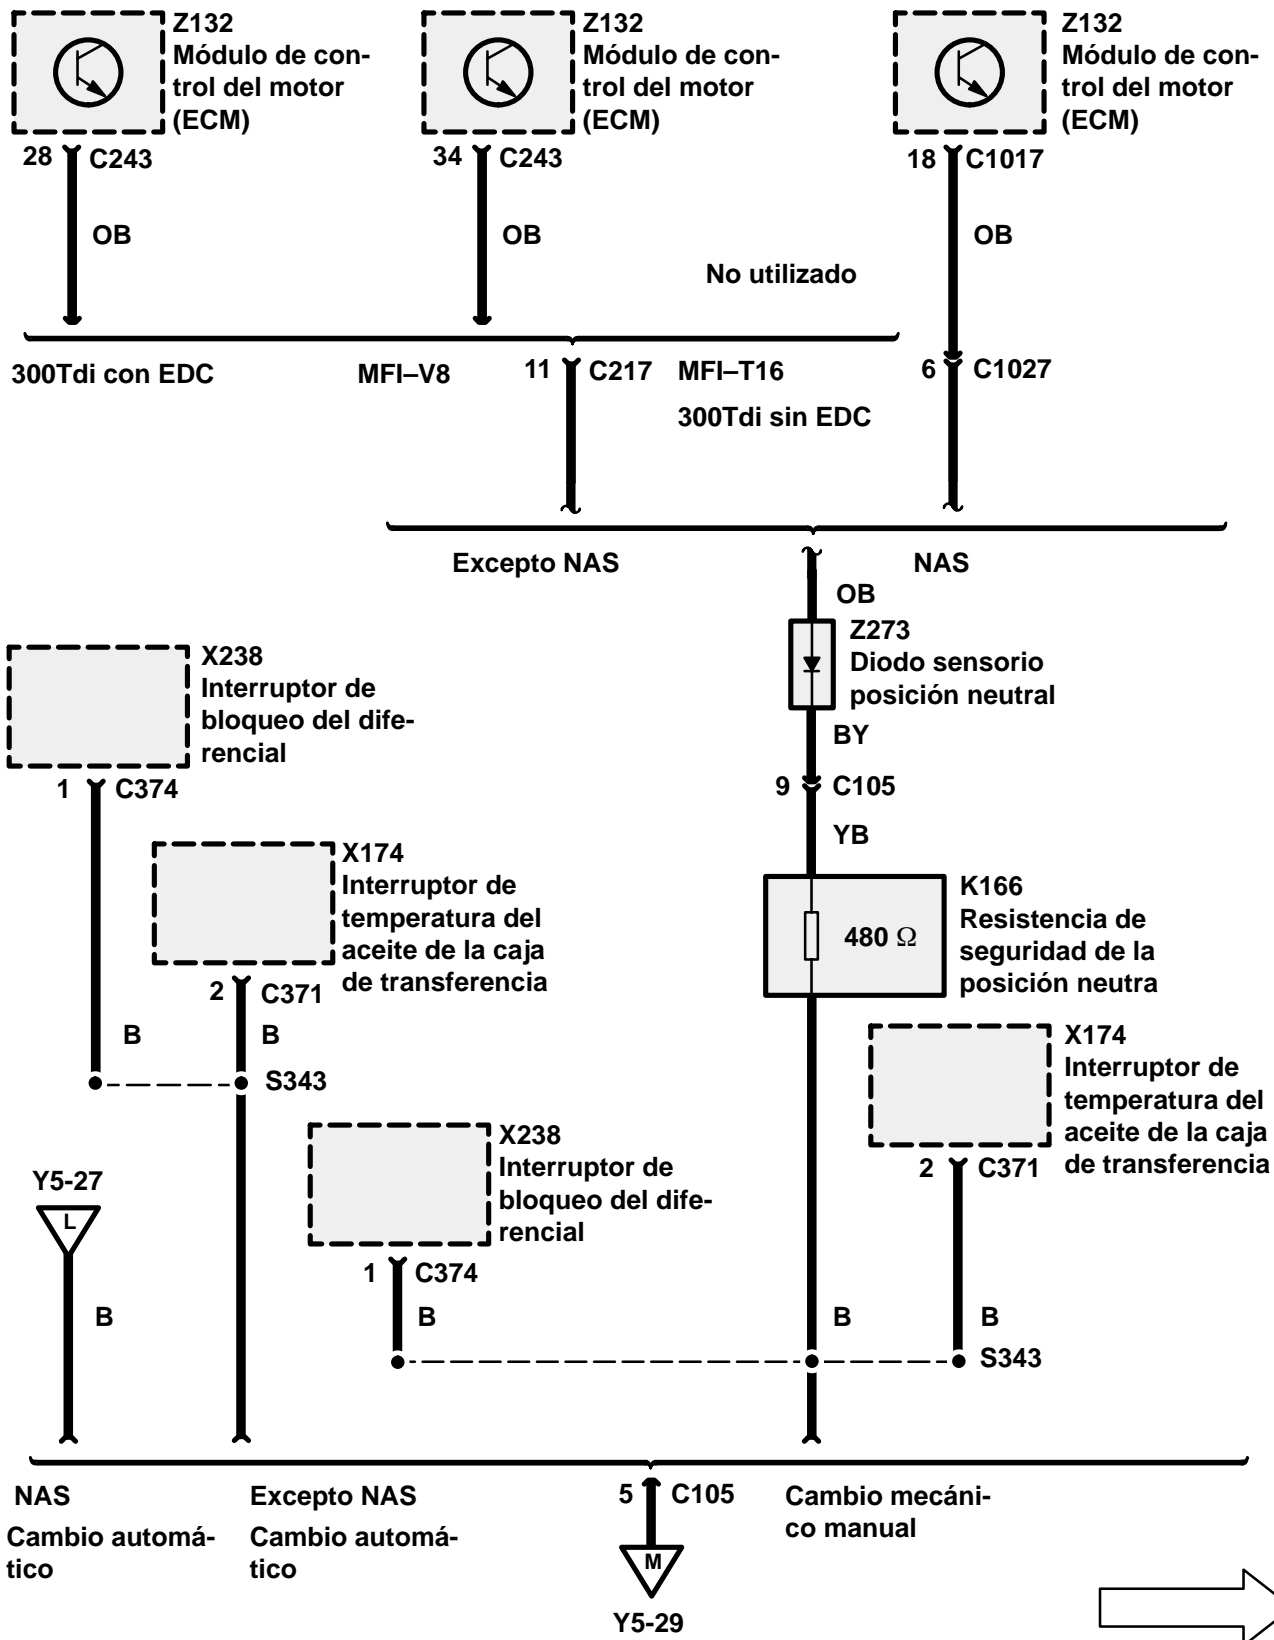 Z132
Módulo de con-
trol del motor
(ECM)
28
C243
OB
Z132
Módulo de con-
trol del motor
(ECM)
34
C243
OB
Z132
Módulo de con-
trol del motor
(ECM)
18
C1017
OB
No utilizado
300Tdi con EDC
MFI–V8
11
C217
MFI–T16
300Tdi sin EDC
6
C1027
Excepto NAS
NAS
OB
Z273
Diodo sensorio
posición neutral
BY
9
C105
YB
K166
Resistencia de
seguridad de la
posición neutra
480 Ω
X238
Interruptor de
bloqueo del dife-
rencial
1
C374
B
X174
Interruptor de
temperatura del
aceite de la caja
de transferencia
2
C371
B
S343
X174
Interruptor de
temperatura del
aceite de la caja
de transferencia
2
C371
B
S343
X238
Interruptor de
bloqueo del dife-
rencial
1
C374
B
B
Y5-27
L
B
NAS
Cambio automá-
tico
Excepto NAS
Cambio automá-
tico
5
C105
Cambio mecáni-
co manual
M
Y5-29